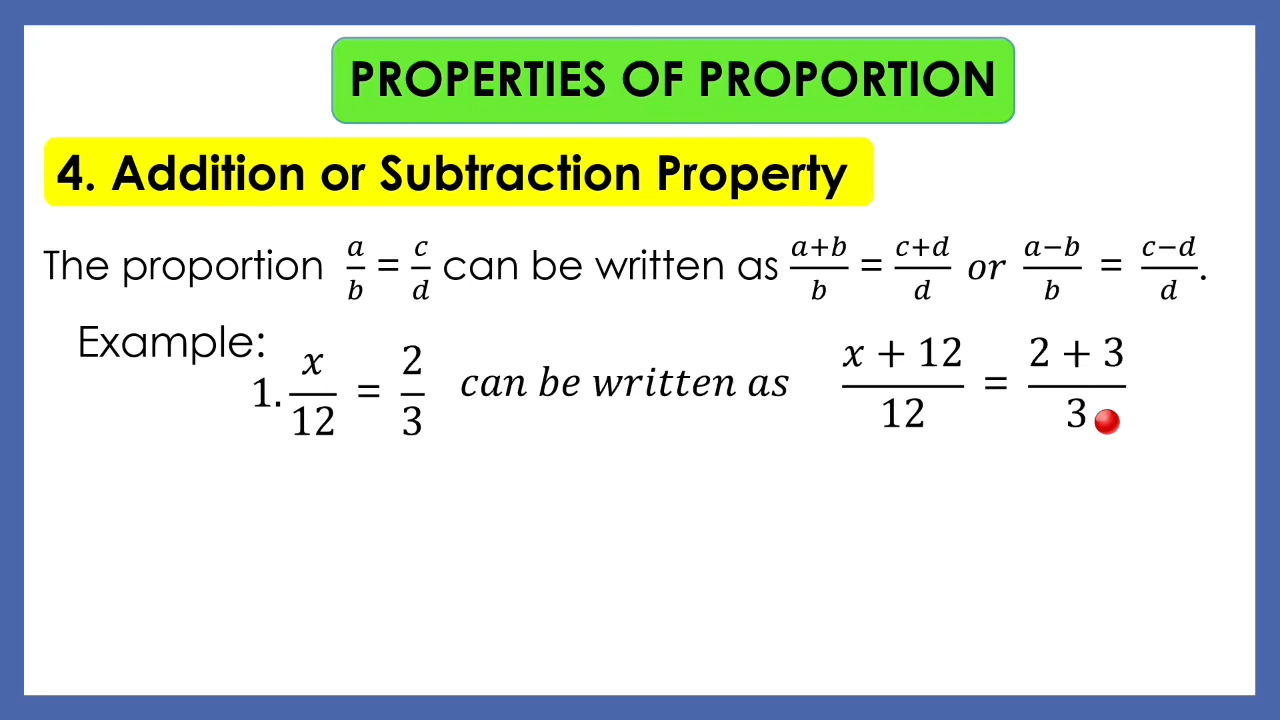 PROPERTIES OF PROPORTION
4. Addition or Subtraction Property
The proportion a/b = c/d can be written as (a+b)/b = (c+d)/d or (a−b)/b = (c−d)/d.
Example:
1. x/12 = 2/3 can be written as (x + 12)/12 = (2 + 3)/3